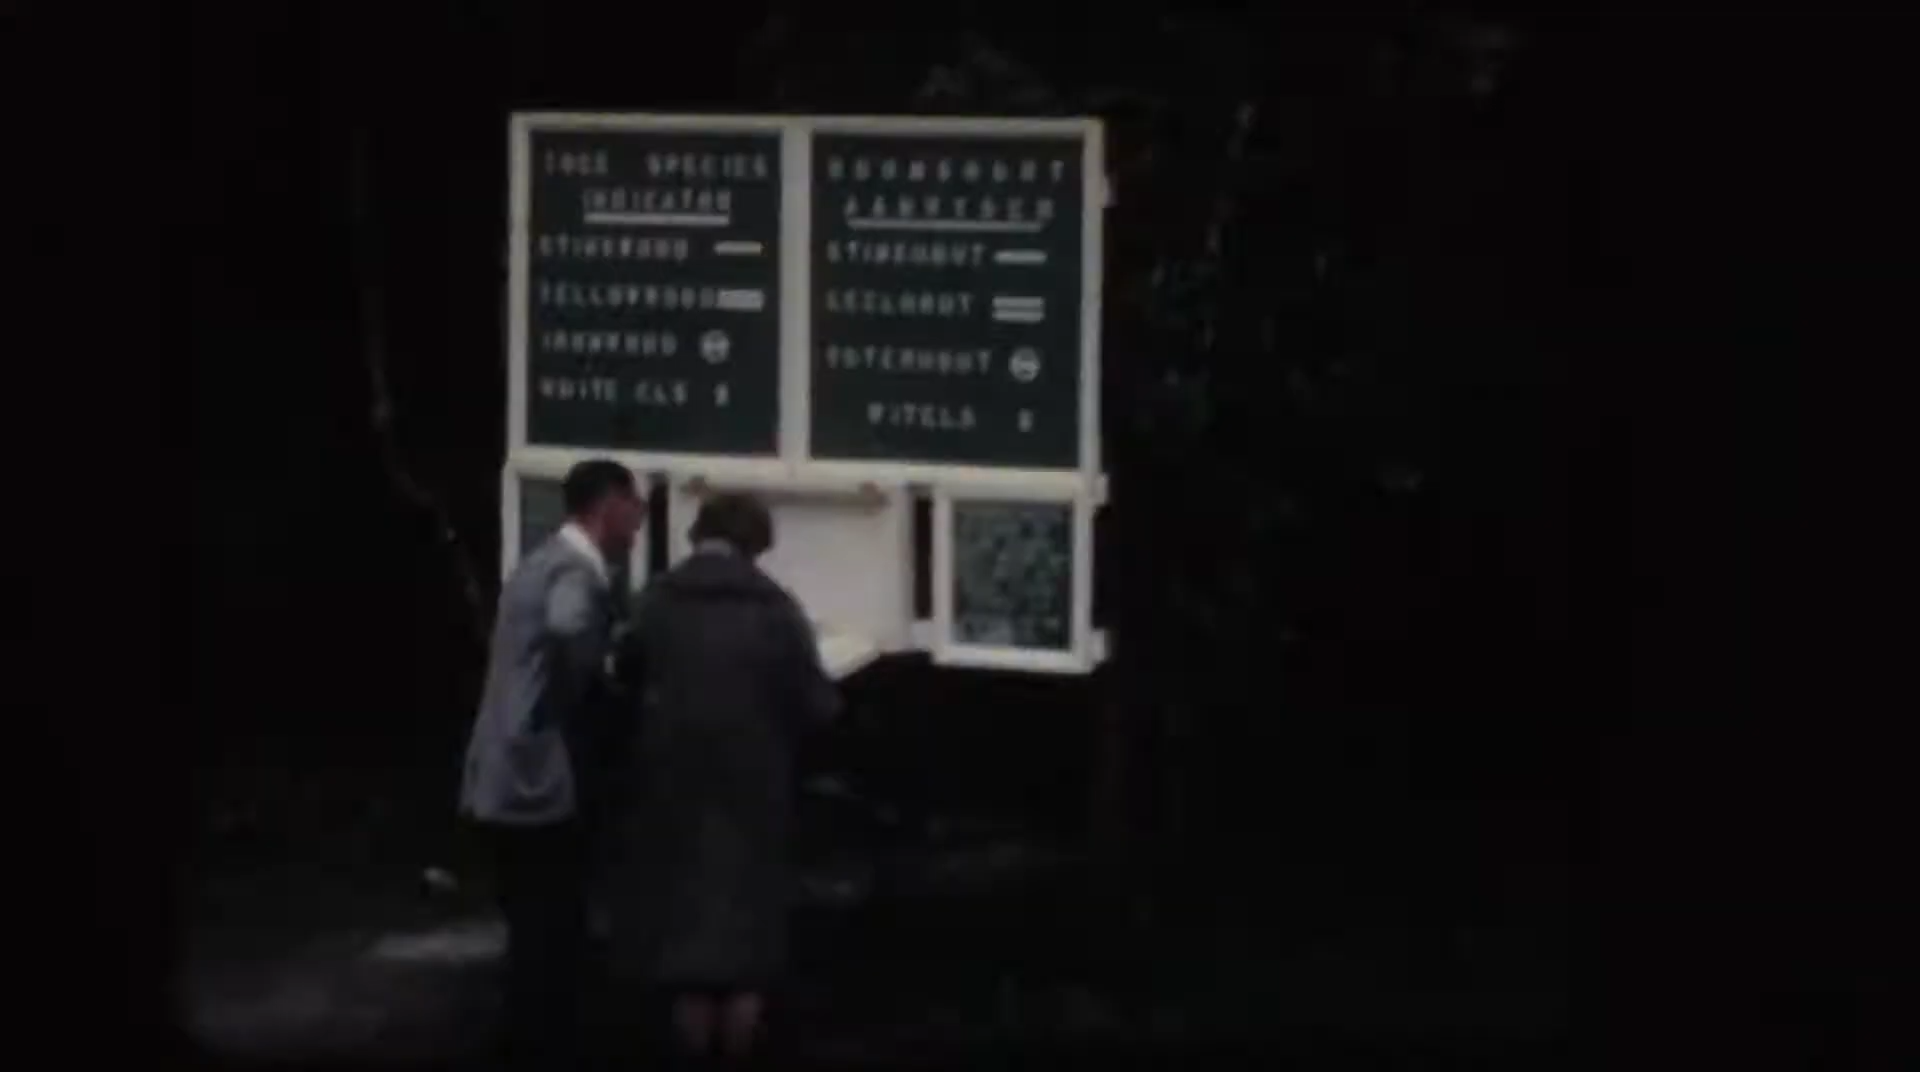 TREE SPECIES
INDICATOR
STINKWOOD
YELLOWWOOD
IRONWOOD
WHITE ELS
BOOMSOORT
AANWYSER
STINKHOUT
GEELHOUT
YSTERHOUT
WITELS